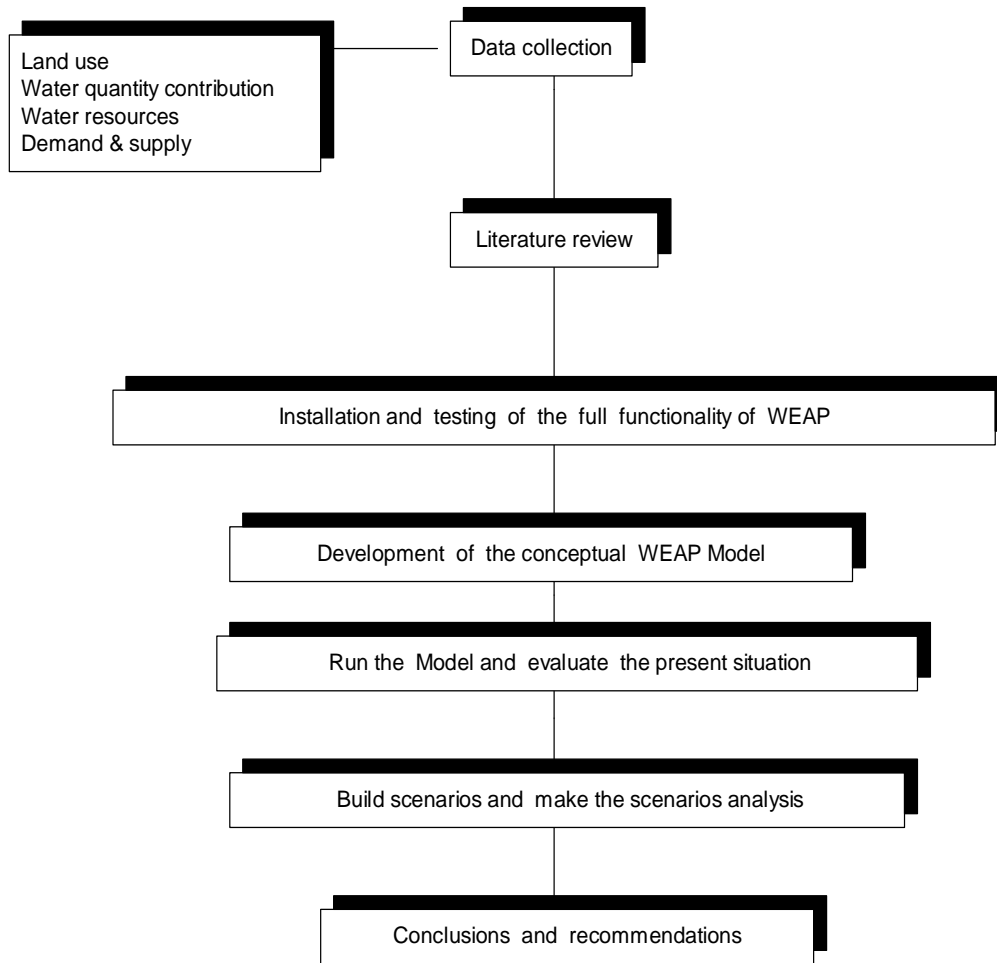 Data collection
Land use
Water quantity contribution
Water resources
Demand & supply
Literature review
Installation and testing of the full functionality of WEAP
Development of the conceptual WEAP Model
Run the Model and evaluate the present situation
Build scenarios and make the scenarios analysis
Conclusions and recommendations